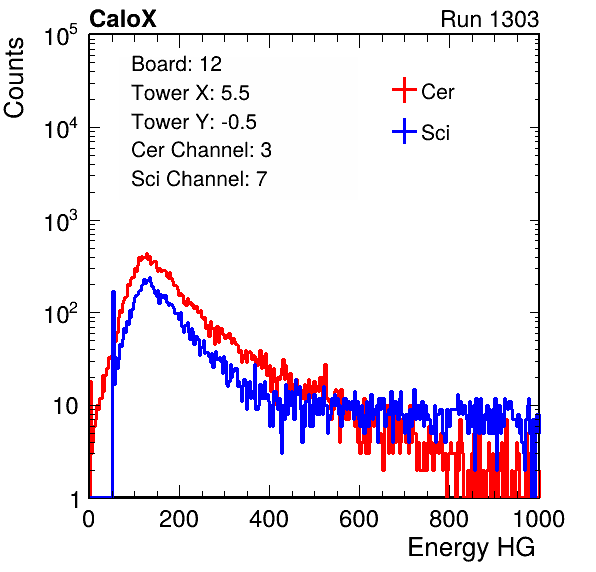 CaloX Run 1303
Counts
Board: 12
Tower X: 5.5
Tower Y: -0.5
Cer Channel: 3
Sci Channel: 7
Cer
Sci
10^5
10^4
10^3
10^2
10
1
0 200 400 600 800 1000
Energy HG